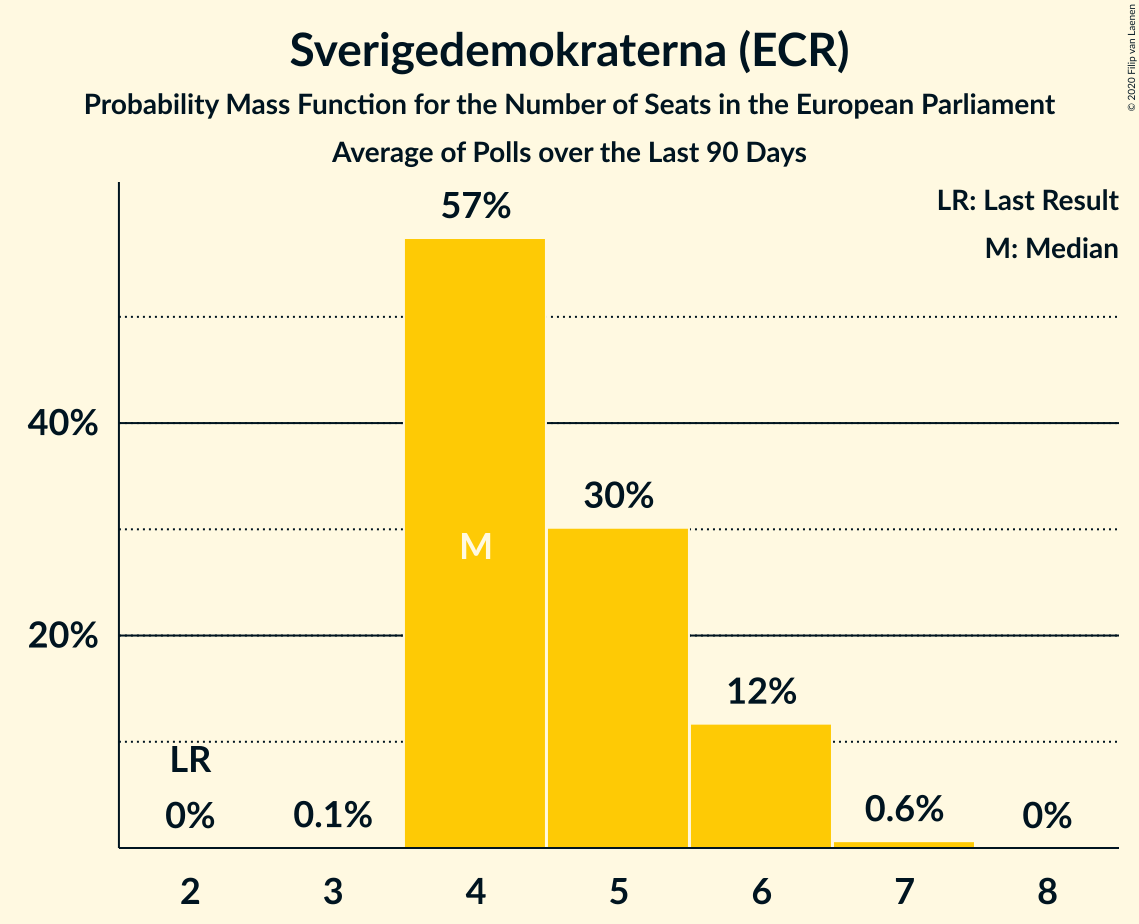 Sverigedemokraterna (ECR)
Probability Mass Function for the Number of Seats in the European Parliament
Average of Polls over the Last 90 Days
© 2020 Filip van Laenen
LR: Last Result
M: Median
57%
40%
30%
M
20%
12%
LR
0%
0.1%
0.6%
0%
2 3 4 5 6 7 8